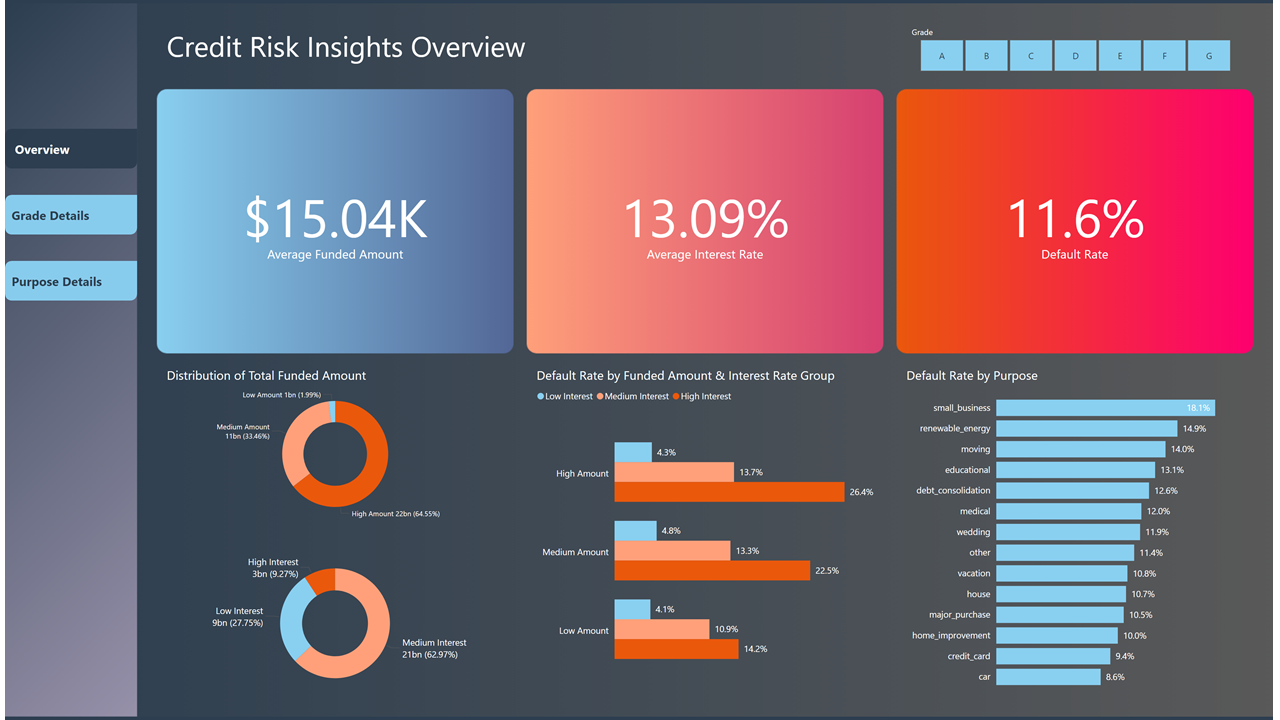 Credit Risk Insights Overview
Grade
A B C D E F G
Overview
Grade Details
Purpose Details
$15.04K
Average Funded Amount
13.09%
Average Interest Rate
11.6%
Default Rate
Distribution of Total Funded Amount
Low Amount 1bn (1.99%)
Medium Amount
11bn (33.46%)
High Amount 22bn (64.55%)
High Interest
3bn (9.27%)
Low Interest
9bn (27.75%)
Medium Interest
21bn (62.97%)
Default Rate by Funded Amount & Interest Rate Group
Low Interest Medium Interest High Interest
4.3%
High Amount 13.7%
26.4%
4.8%
Medium Amount 13.3%
22.5%
4.1%
Low Amount 10.9%
14.2%
Default Rate by Purpose
small_business 18.1%
renewable_energy 14.9%
moving 14.0%
educational 13.1%
debt_consolidation 12.6%
medical 12.0%
wedding 11.9%
other 11.4%
vacation 10.8%
house 10.7%
major_purchase 10.5%
home_improvement 10.0%
credit_card 9.4%
car 8.6%